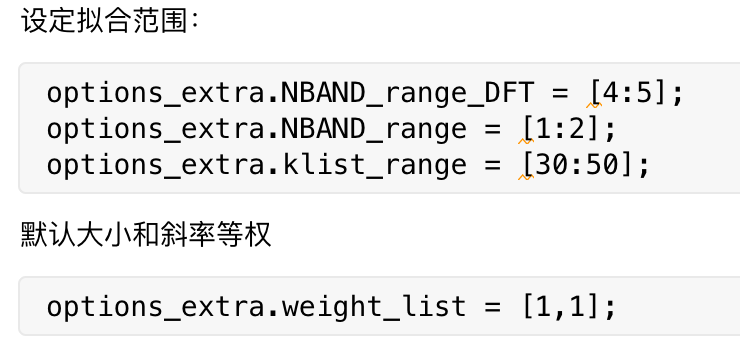 设定拟合范围：
options_extra.NBAND_range_DFT = [4:5];
options_extra.NBAND_range = [1:2];
options_extra.klist_range = [30:50];
默认大小和斜率等权
options_extra.weight_list = [1,1];